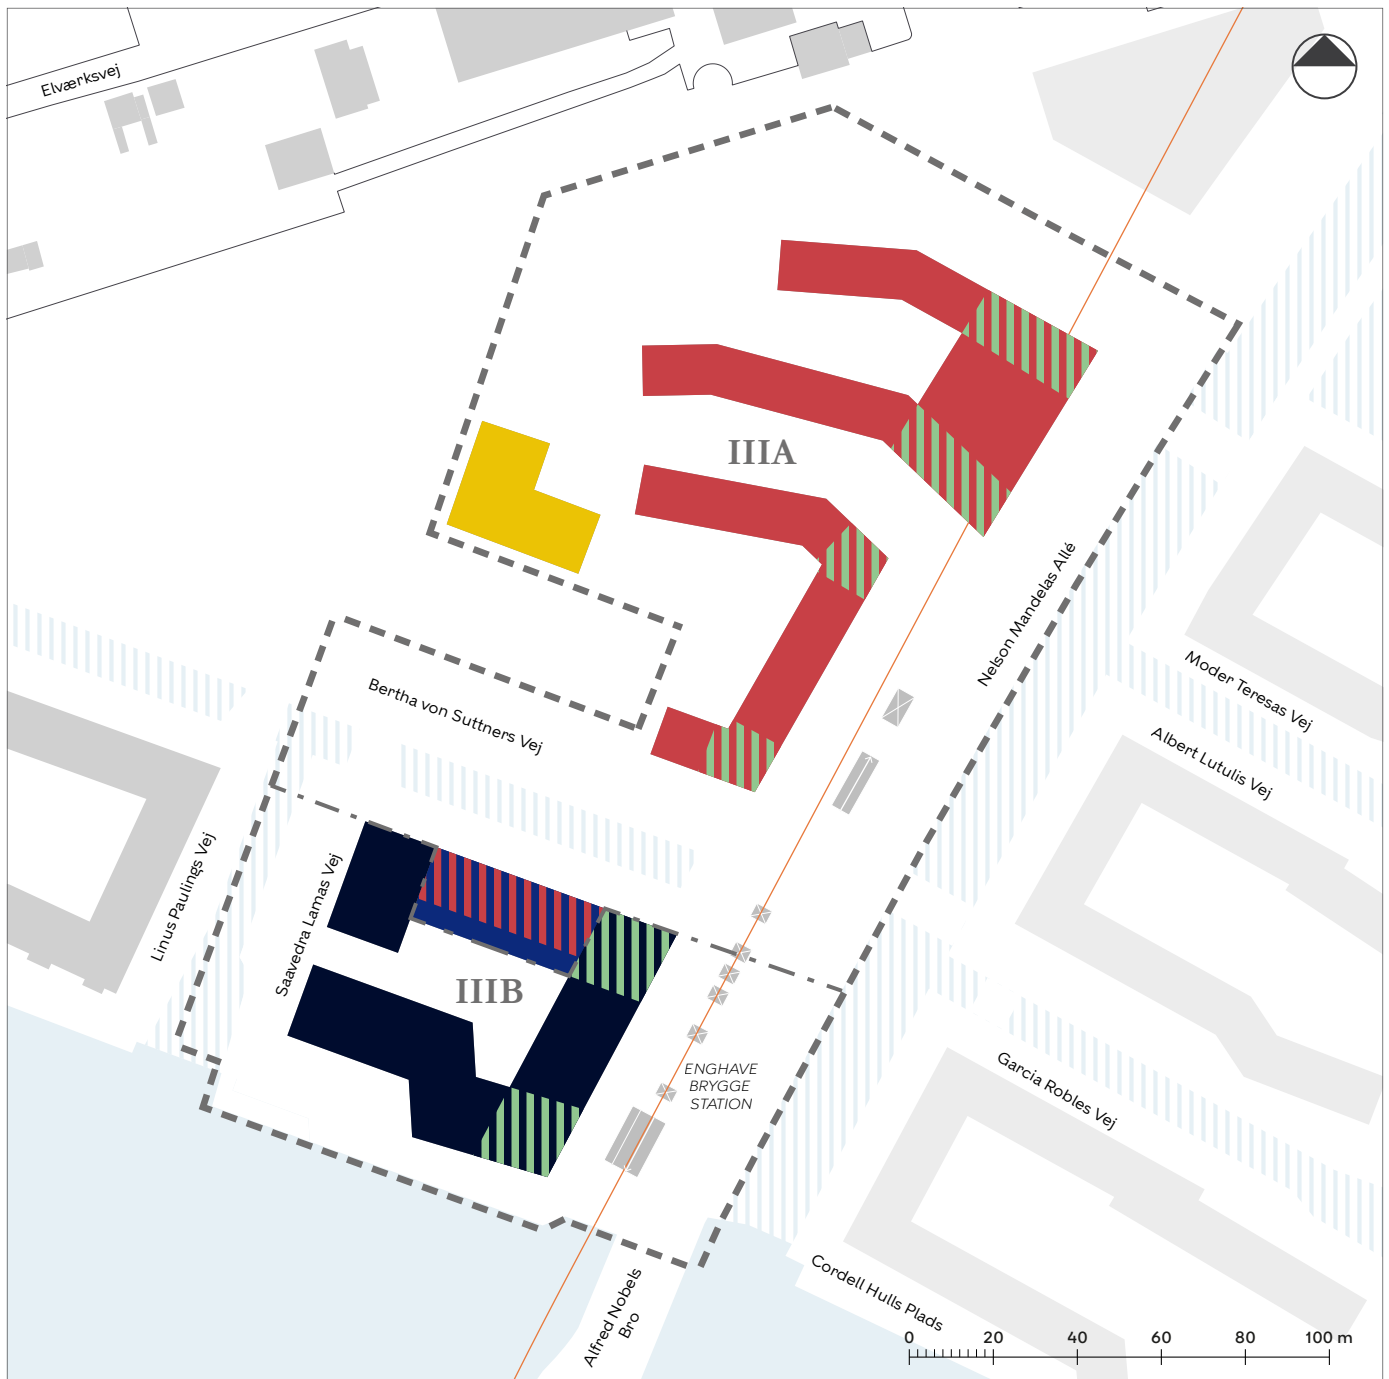 Elværksvej
IIIA
Nelson Mandelas Allé
Moder Teresas Vej
Bertha von Suttners Vej
Albert Lutulis Vej
Linus Paulings Vej
Saavedra Lamas Vej
IIIB
ENGHAVE
BRYGGE
STATION
Garcia Robles Vej
Cordell Hulls Plads
Alfred Nobels
Bro
0 20 40 60 80 100 m